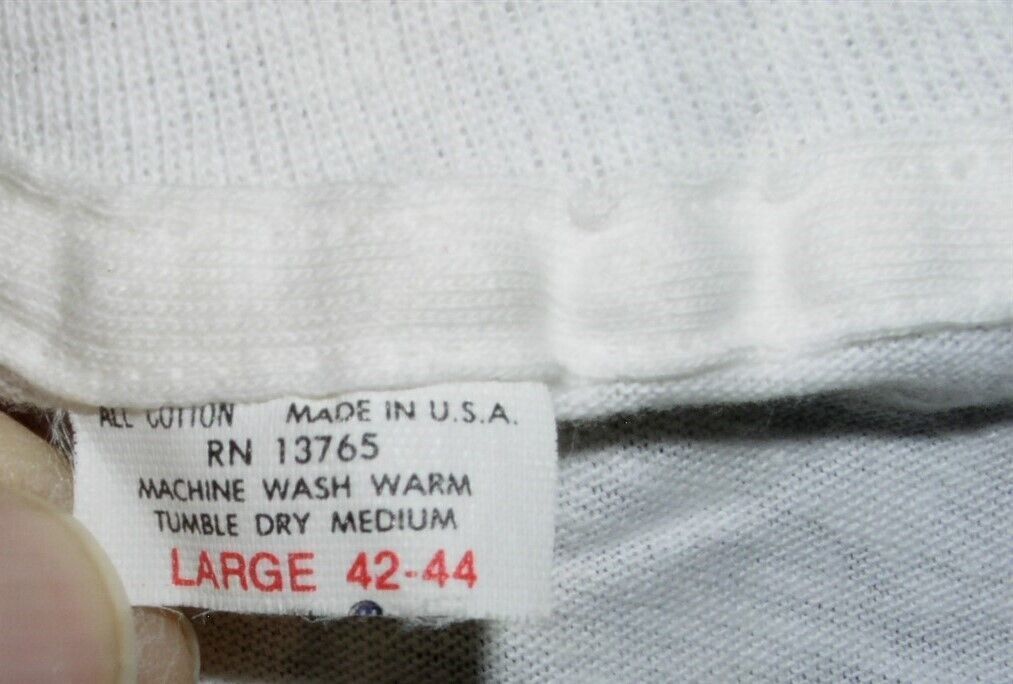 ALL COTTON MADE IN U.S.A.
RN 13765
MACHINE WASH WARM
TUMBLE DRY MEDIUM
LARGE 42-44